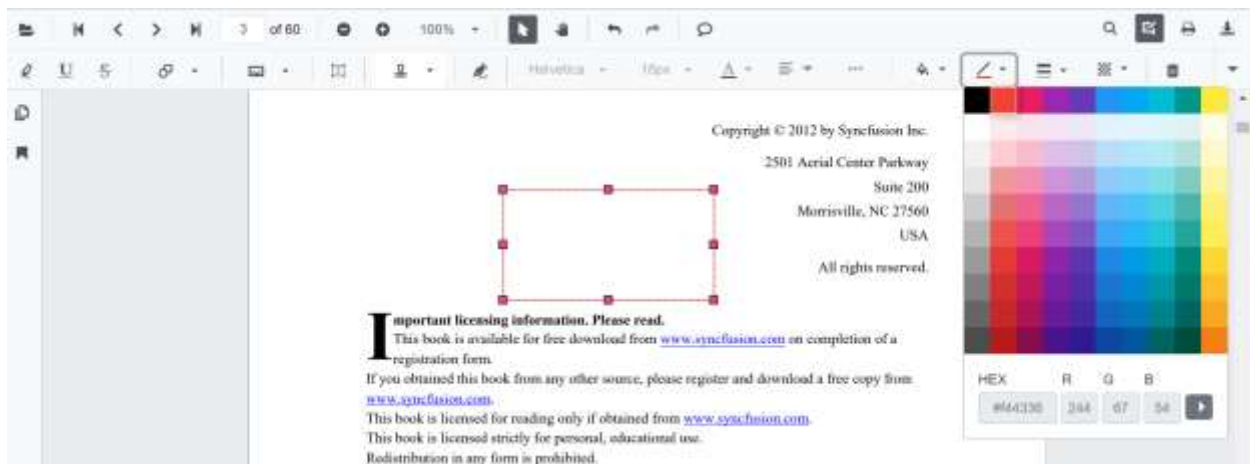 3 of 60 100%
U S Helvetica 16px A ...
Copyright © 2012 by Syncfusion Inc.
2501 Aerial Center Parkway
Suite 200
Morrisville, NC 27560
USA
All rights reserved.
Important licensing information. Please read.
This book is available for free download from www.syncfusion.com on completion of a
registration form.
If you obtained this book from any other source, please register and download a free copy from
www.syncfusion.com.
This book is licensed for reading only if obtained from www.syncfusion.com.
This book is licensed strictly for personal, educational use.
Redistribution in any form is prohibited.
HEX R G B
#f44336 244 67 54